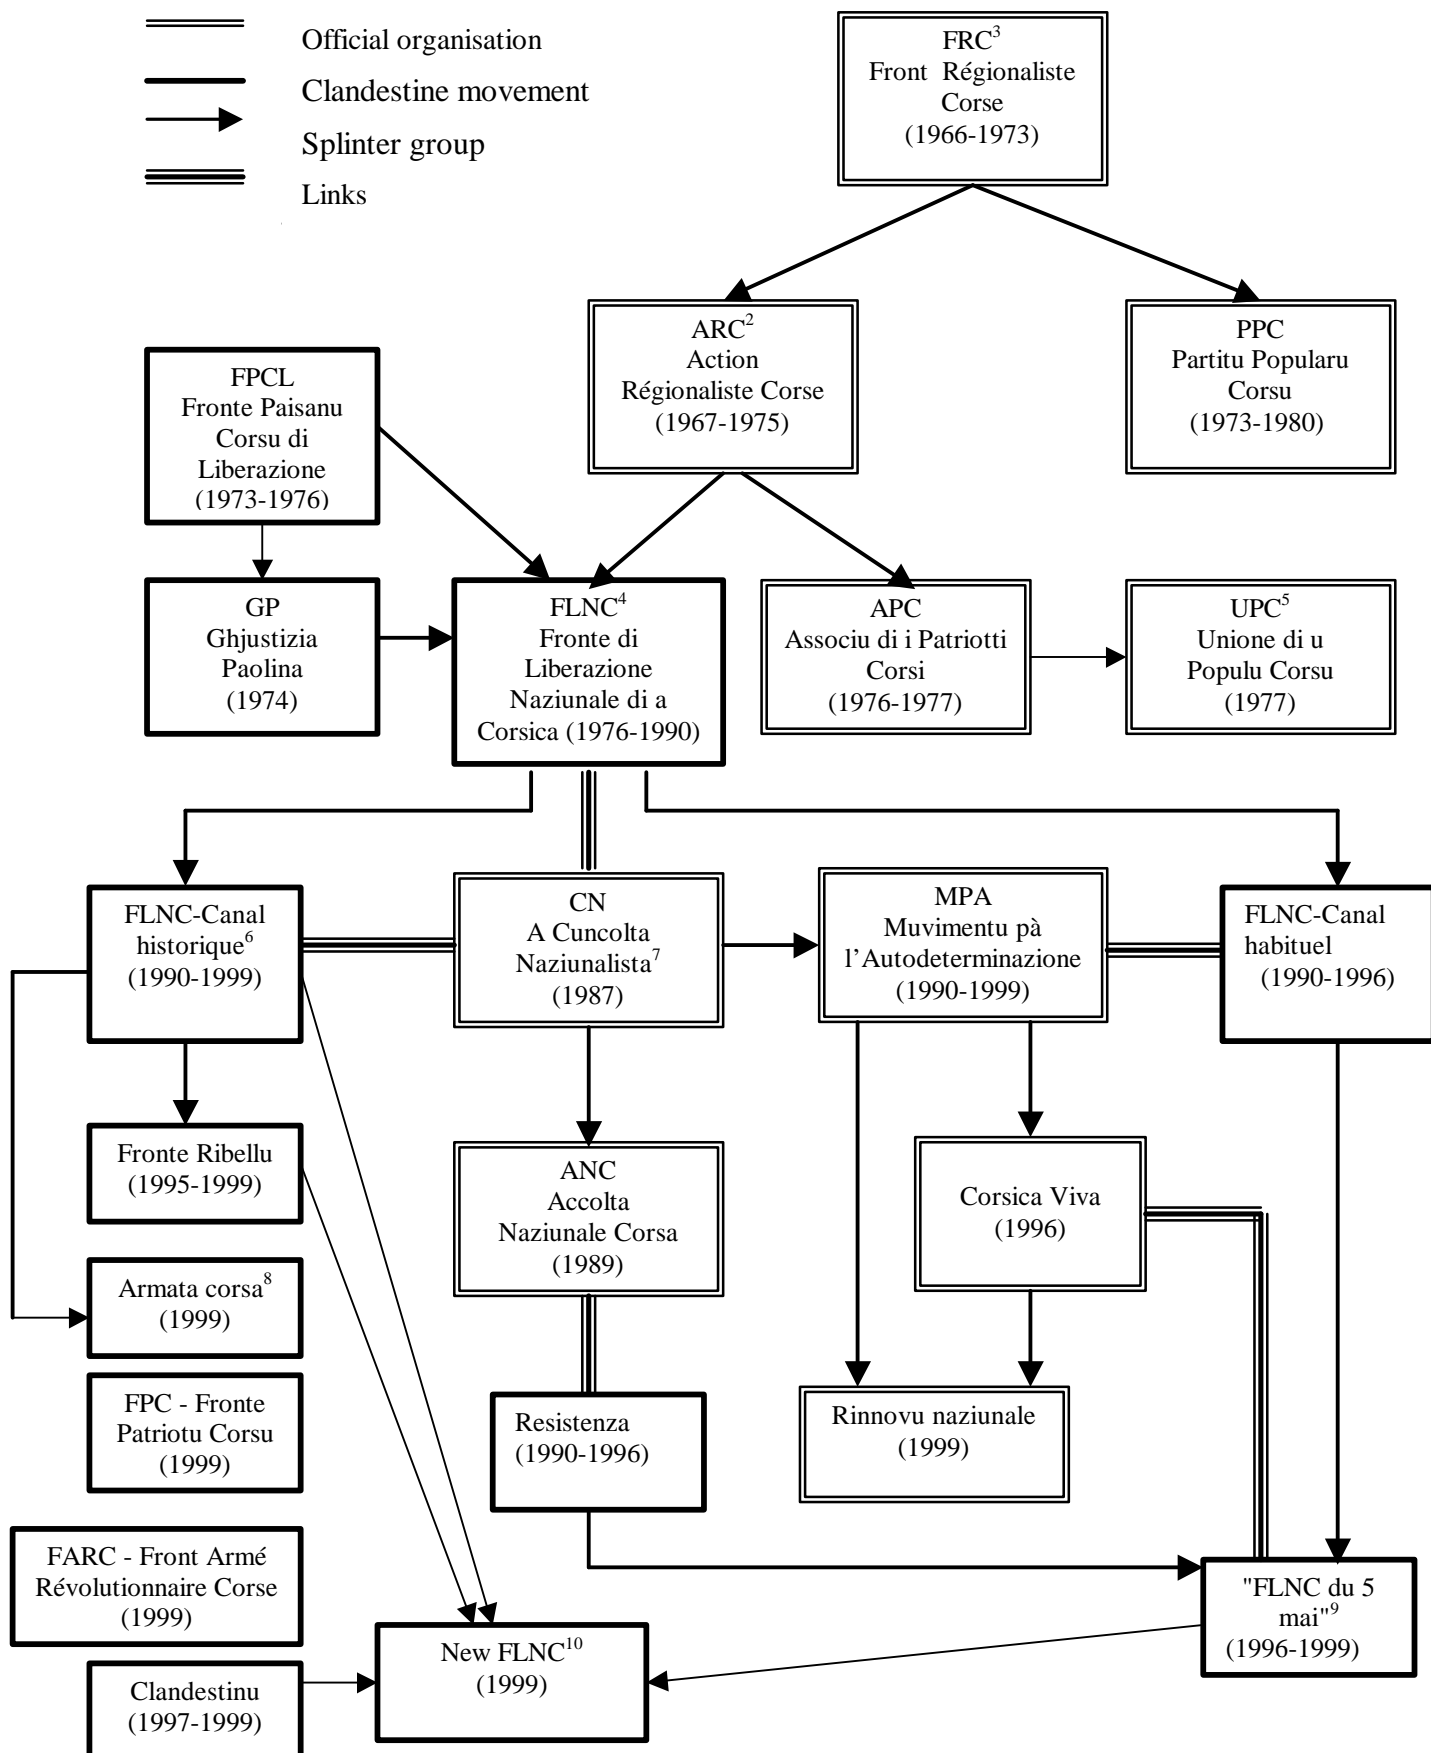 Official organisation
Clandestine movement
Splinter group
Links
FRC³
Front Régionaliste
Corse
(1966-1973)
ARC²
Action
Régionaliste Corse
(1967-1975)
PPC
Partitu Popularu
Corsu
(1973-1980)
FPCL
Fronte Paisanu
Corsu di
Liberazione
(1973-1976)
GP
Ghjustizia
Paolina
(1974)
FLNC⁴
Fronte di
Liberazione
Naziunale di a
Corsica (1976-1990)
APC
Associu di i Patriotti
Corsi
(1976-1977)
UPC⁵
Unione di u
Populu Corsu
(1977)
FLNC-Canal
historique⁶
(1990-1999)
CN
A Cuncolta
Naziunalista⁷
(1987)
MPA
Muvimentu pà
l'Autodeterminazione
(1990-1999)
FLNC-Canal
habituel
(1990-1996)
Fronte Ribellu
(1995-1999)
ANC
Accolta
Naziunale Corsa
(1989)
Corsica Viva
(1996)
Armata corsa⁸
(1999)
FPC - Fronte
Patriotu Corsu
(1999)
Resistenza
(1990-1996)
Rinnovu naziunale
(1999)
FARC - Front Armé
Révolutionnaire Corse
(1999)
"FLNC du 5
mai"⁹
(1996-1999)
New FLNC¹⁰
(1999)
Clandestinu
(1997-1999)